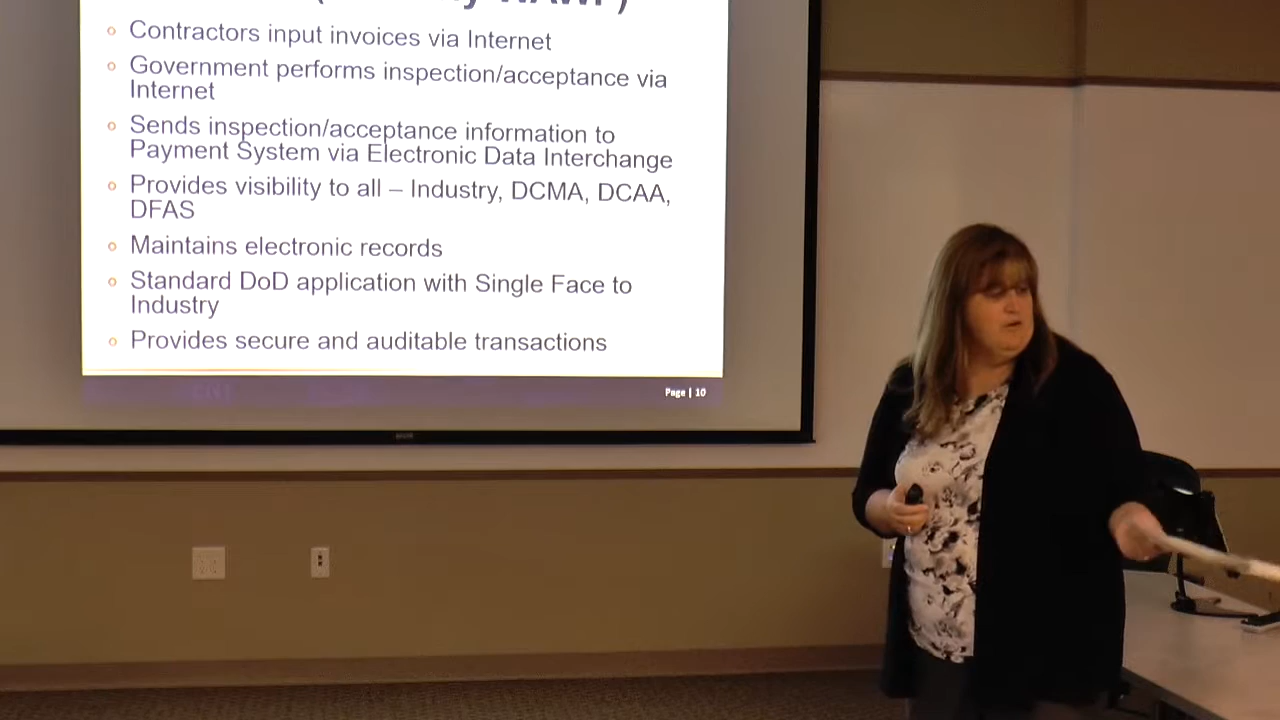 Contractors input invoices via Internet
Government performs inspection/acceptance via
Internet
Sends inspection/acceptance information to
Payment System via Electronic Data Interchange
Provides visibility to all – Industry, DCMA, DCAA,
DFAS
Maintains electronic records
Standard DoD application with Single Face to
Industry
Provides secure and auditable transactions
Page | 10